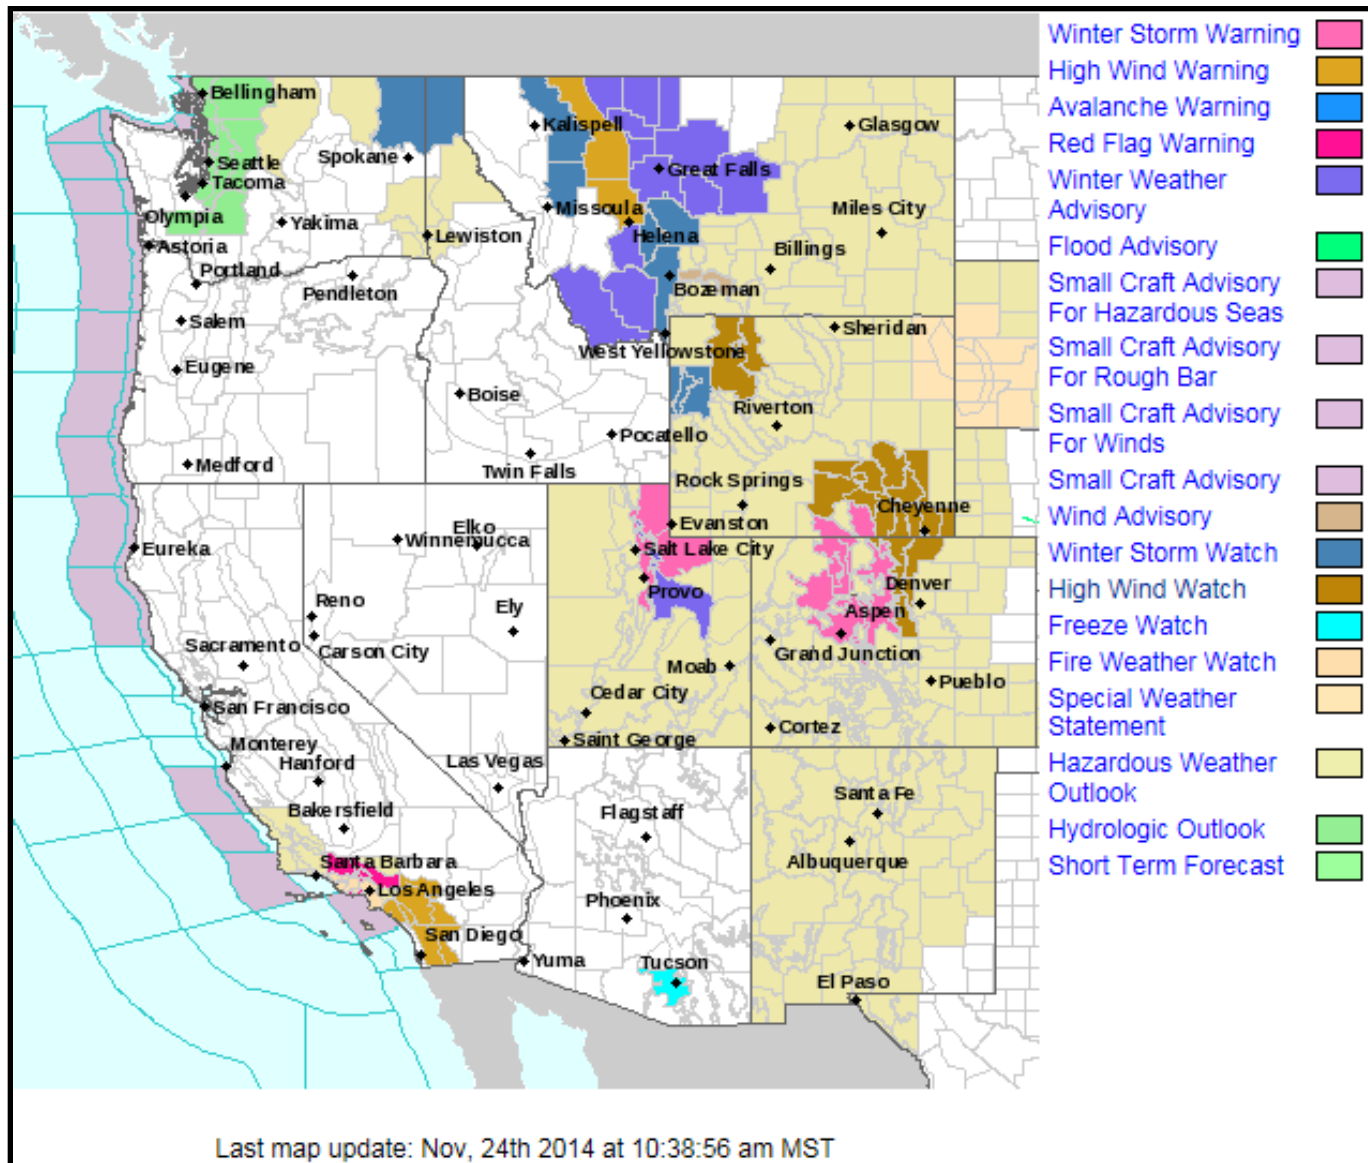 Bellingham
Seattle
Tacoma
Olympia
Astoria
Portland
Yakima
Spokane
Lewiston
Pendleton
Salem
Eugene
Medford
Kalispell
Great Falls
Glasgow
Missoula
Helena
Miles City
Billings
Bozeman
West Yellowstone
Sheridan
Boise
Riverton
Pocatello
Twin Falls
Rock Springs
Cheyenne
Evanston
Eureka
Elko
Winnemucca
Salt Lake City
Provo
Denver
Aspen
Reno
Ely
Sacramento
Carson City
Grand Junction
Moab
Pueblo
San Francisco
Cedar City
Cortez
Saint George
Monterey
Hanford
Las Vegas
Bakersfield
Flagstaff
Santa Fe
Albuquerque
Santa Barbara
Los Angeles
Phoenix
San Diego
Yuma
Tucson
El Paso
Winter Storm Warning
High Wind Warning
Avalanche Warning
Red Flag Warning
Winter Weather
Advisory
Flood Advisory
Small Craft Advisory
For Hazardous Seas
Small Craft Advisory
For Rough Bar
Small Craft Advisory
For Winds
Small Craft Advisory
Wind Advisory
Winter Storm Watch
High Wind Watch
Freeze Watch
Fire Weather Watch
Special Weather
Statement
Hazardous Weather
Outlook
Hydrologic Outlook
Short Term Forecast
Last map update: Nov, 24th 2014 at 10:38:56 am MST